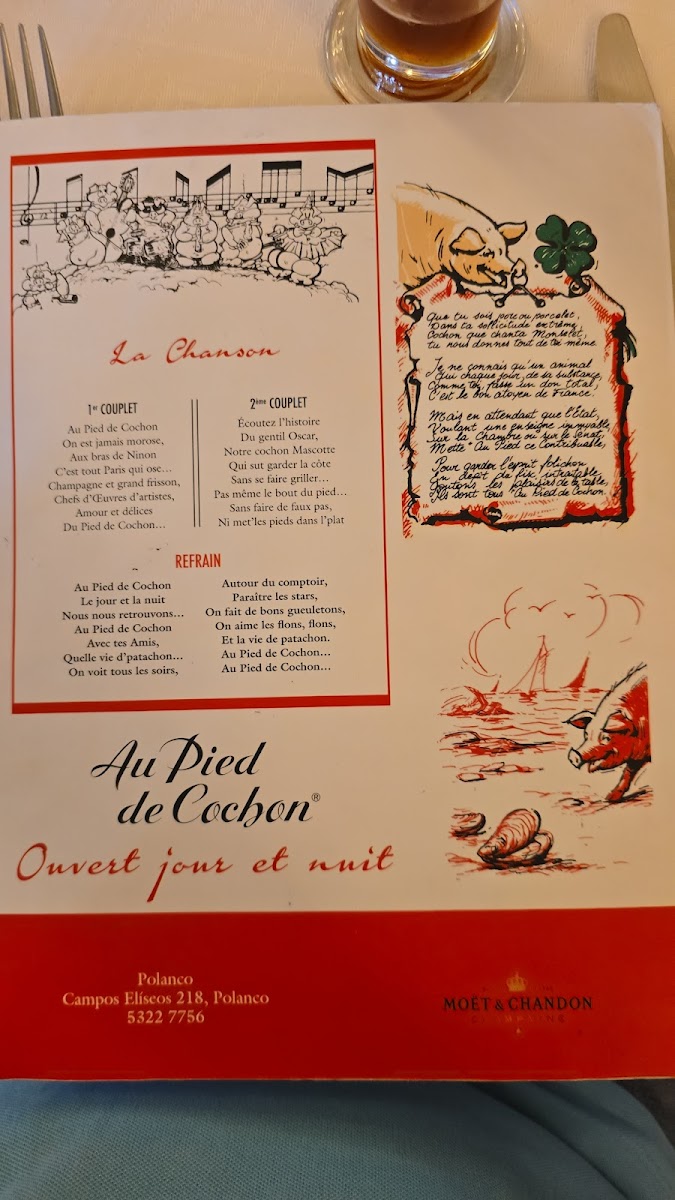 La Chanson
1er COUPLET
Au Pied de Cochon
On est jamais morose,
Aux bras de Ninon
C'est tout Paris qui ose...
Champagne et grand frisson,
Chefs d'Œuvres d'artistes,
Amour et délices
Du Pied de Cochon...
2ème COUPLET
Écoutez l'histoire
Du gentil Oscar,
Notre cochon Mascotte
Qui sut garder la côte
Sans se faire griller...
Pas même le bout du pied...
Sans faire de faux pas,
Ni met'les pieds dans l'plat
REFRAIN
Au Pied de Cochon
Le jour et la nuit
Nous nous retrouvons...
Au Pied de Cochon
Avec tes Amis,
Quelle vie d'patachon...
On voit tous les soirs,
Autour du comptoir,
Paraître les stars,
On fait de bons gueuletons,
On aime les flons, flons,
Et la vie de patachon.
Au Pied de Cochon...
Au Pied de Cochon...
Que tu sois porc ou porcelet,
Dans ta sollicitude extrême,
Cochon que chanta Monselet,
tu nous donnes tout de toi même
Je ne connais qu'un animal
Qui chaque jour, de sa substance,
Comme toi, fasse un don total,
C'est le bon citoyen de France.
Mais en attendant que l'Etat,
Voulant une enseigne immuable,
Sur la Chambre ou sur le Sénat,
Mette "Au Pied ce Contribuable,
Pour garder l'esprit folichon
En dépit du fisc intraitable,
Goutons les plaisirs de la table,
Ils sont tous "Au Pied de Cochon.
Au Pied
de Cochon®
Ouvert jour et nuit
Polanco
Campos Elíseos 218, Polanco
5322 7756
MOËT & CHANDON
CHAMPAGNE